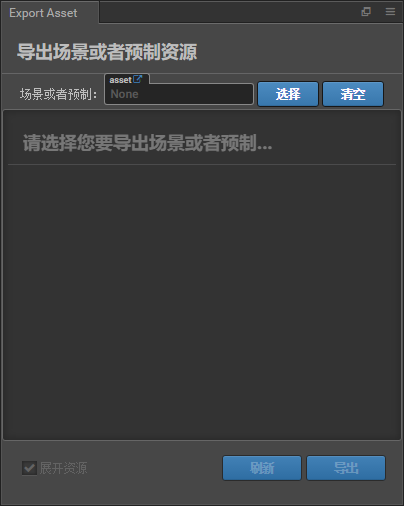 Export Asset
导出场景或者预制资源
asset
场景或者预制: None 选择 清空
请选择您要导出场景或者预制...
展开资源 刷新 导出